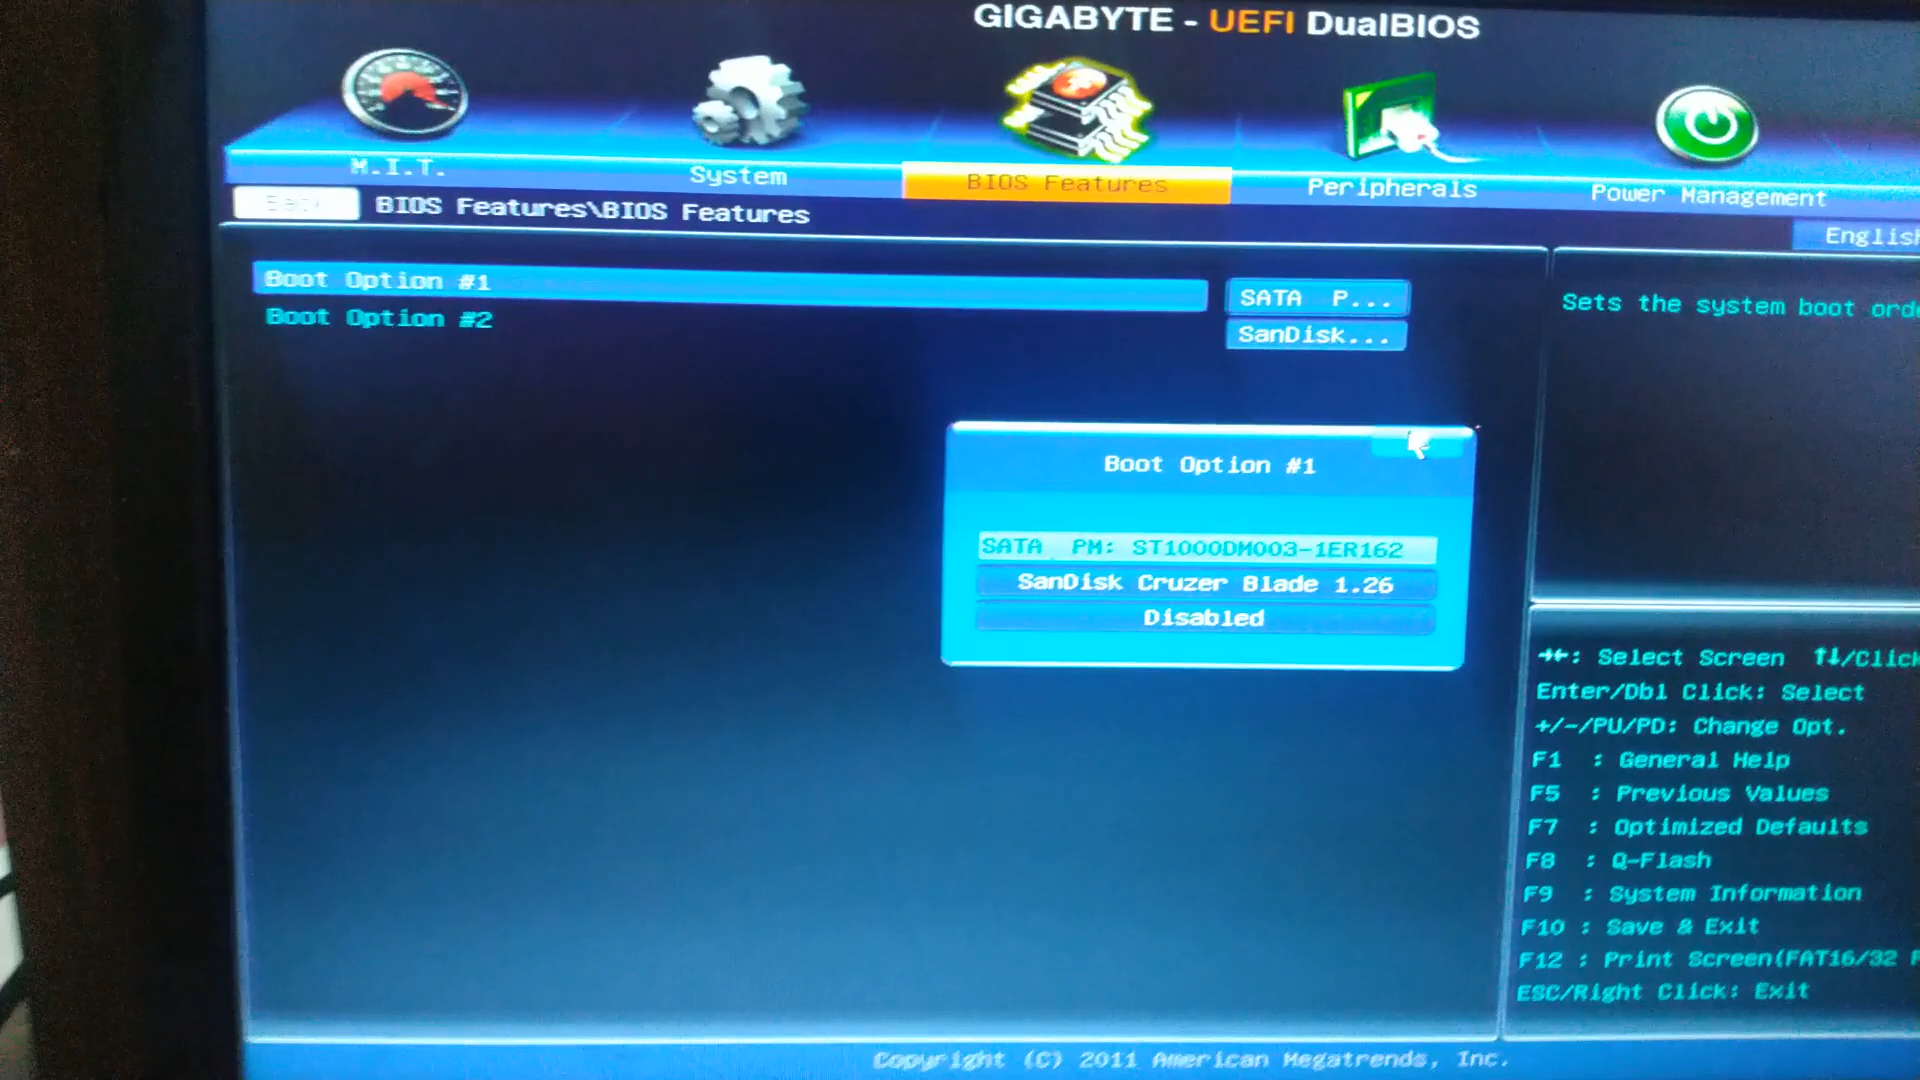 GIGABYTE - UEFI DualBIOS
M.I.T.
System
BIOS Features
Peripherals
Power Management
BIOS Features\BIOS Features
English
Boot Option #1
SATA P...
Boot Option #2
SanDisk...
Sets the system boot
Boot Option #1
SATA PM: ST1000DM003-1ER162
SanDisk Cruzer Blade 1.26
Disabled
→←: Select Screen ↑↓/Click
Enter/Dbl Click: Select
+/-/PU/PD: Change Opt.
F1 : General Help
F5 : Previous Values
F7 : Optimized Defaults
F8 : Q-Flash
F9 : System Information
F10 : Save & Exit
F12 : Print Screen(FAT16/32
ESC/Right Click: Exit
Copyright (C) 2011 American Megatrends, Inc.